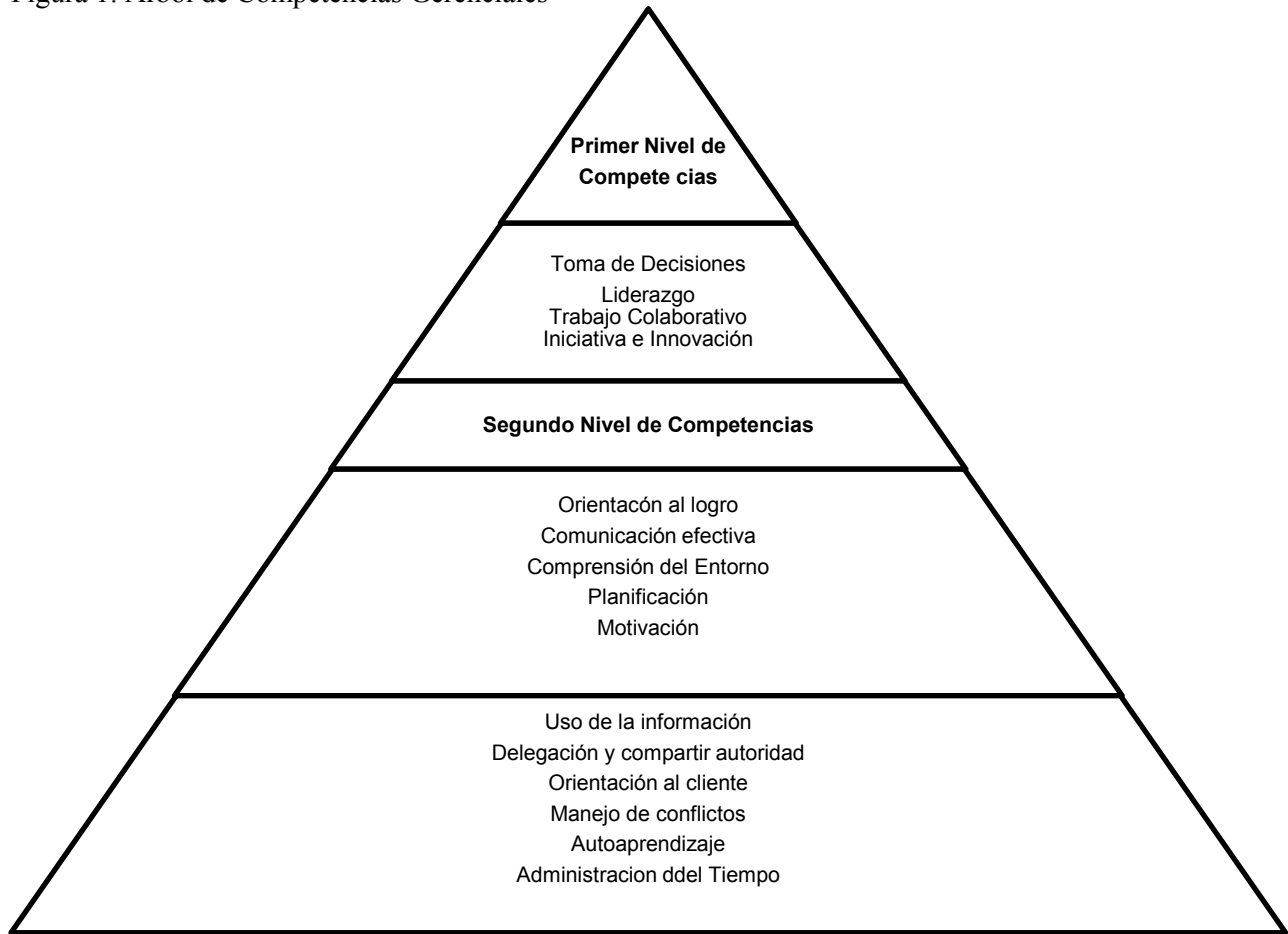 Figura 1. Árbol de Competencias Gerenciales
Primer Nivel de
Compete cias
Toma de Decisiones
Liderazgo
Trabajo Colaborativo
Iniciativa e Innovación
Segundo Nivel de Competencias
Orientacón al logro
Comunicación efectiva
Comprensión del Entorno
Planificación
Motivación
Uso de la información
Delegación y compartir autoridad
Orientación al cliente
Manejo de conflictos
Autoaprendizaje
Administracion ddel Tiempo